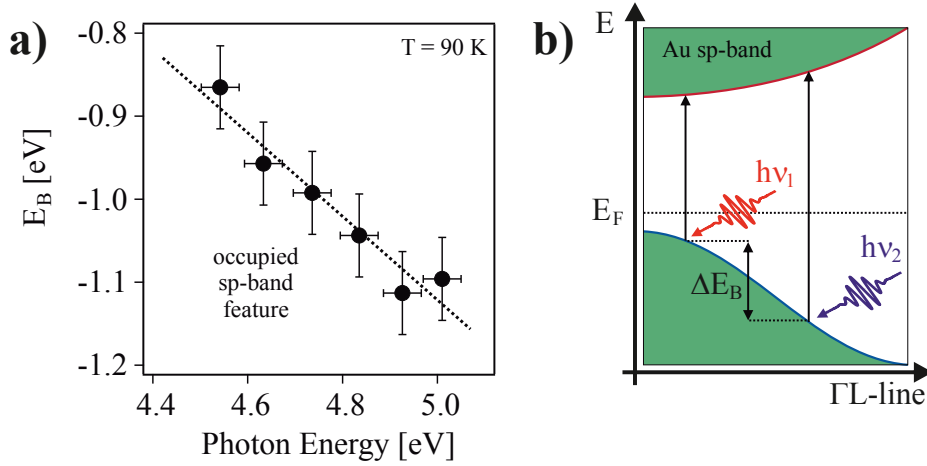 a)
T = 90 K
E_B [eV]
-0.8
-0.9
-1.0
-1.1
-1.2
occupied
sp-band
feature
4.4
4.6
4.8
5.0
Photon Energy [eV]
b)
E
Au sp-band
hν₁
E_F
hν₂
ΔE_B
ΓL-line